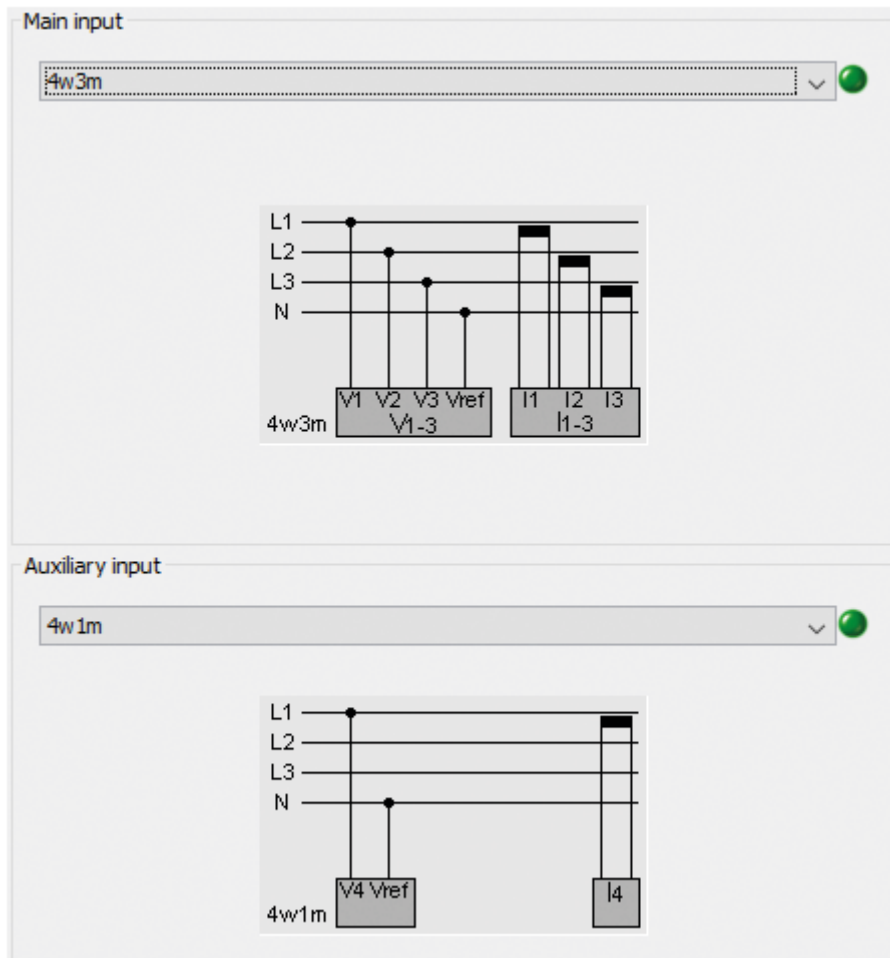 Main input
4w3m
L1
L2
L3
N
V1 V2 V3 Vref I1 I2 I3
4w3m V1-3 I1-3
Auxiliary input
4w1m
L1
L2
L3
N
V4 Vref I4
4w1m